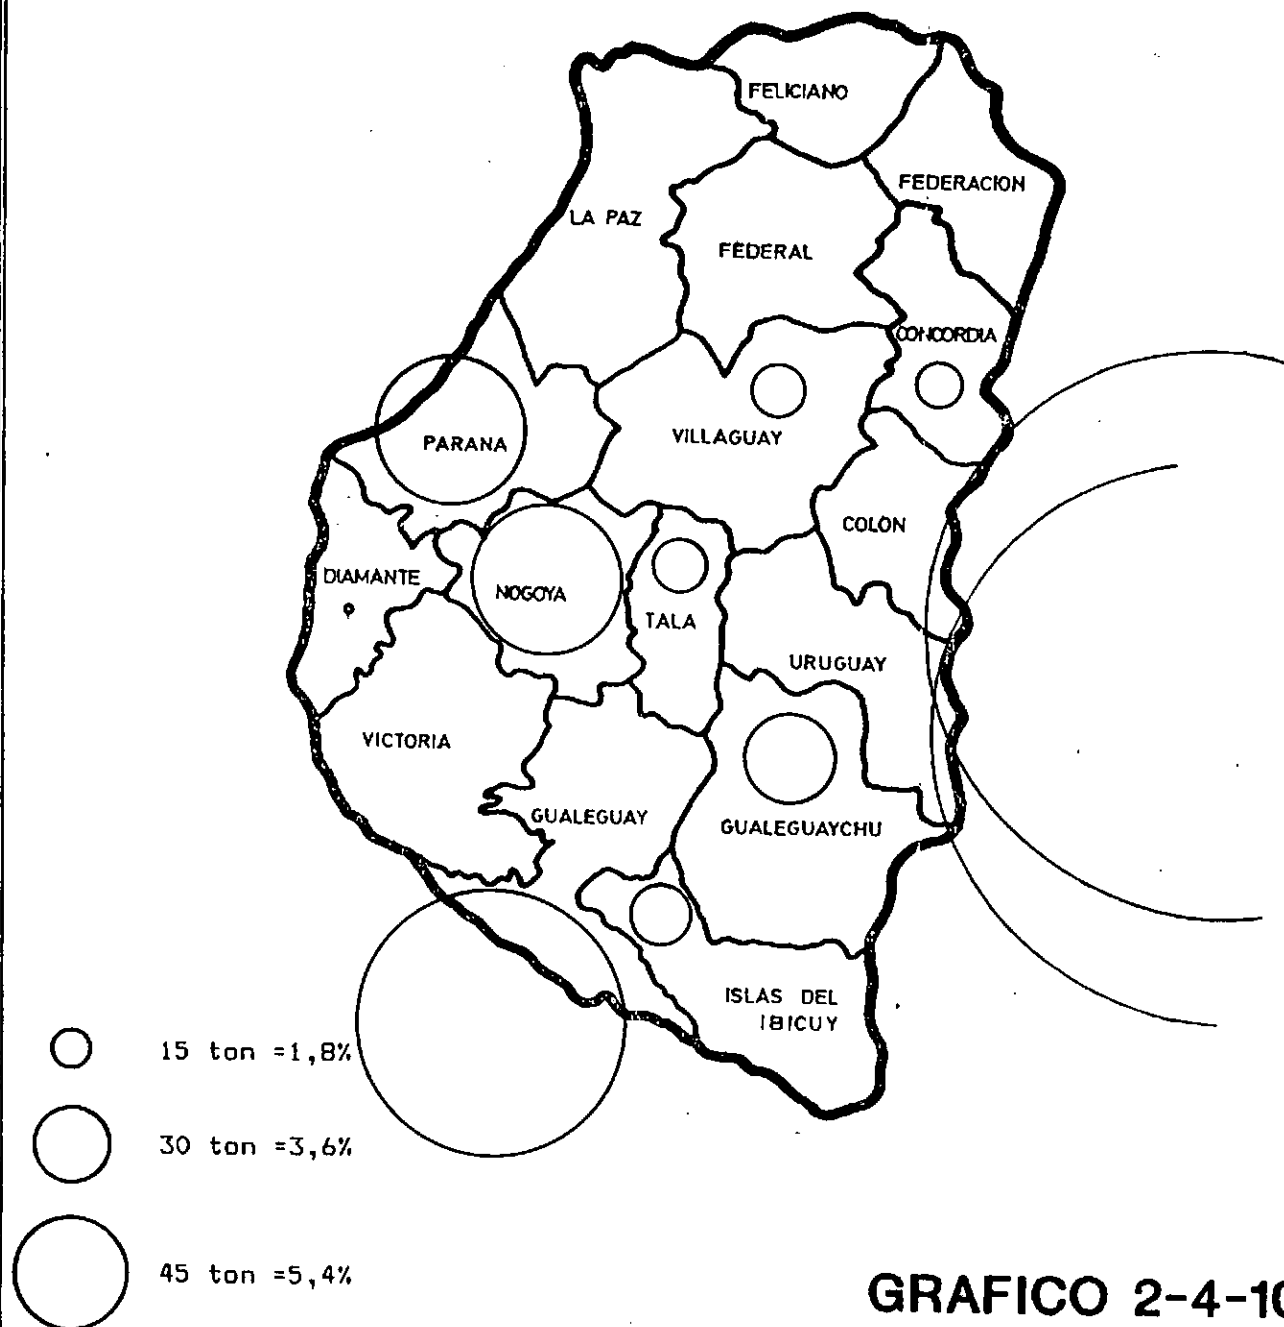 FELICIANO
FEDERACION
LA PAZ
FEDERAL
CONCORDIA
VILLAGUAY
PARANA
COLON
DIAMANTE
NOGOYA
TALA
URUGUAY
VICTORIA
GUALEGUAY
GUALEGUAYCHU
ISLAS DEL
IBICUY
15 ton =1,8%
30 ton =3,6%
45 ton =5,4%
GRAFICO 2-4-10